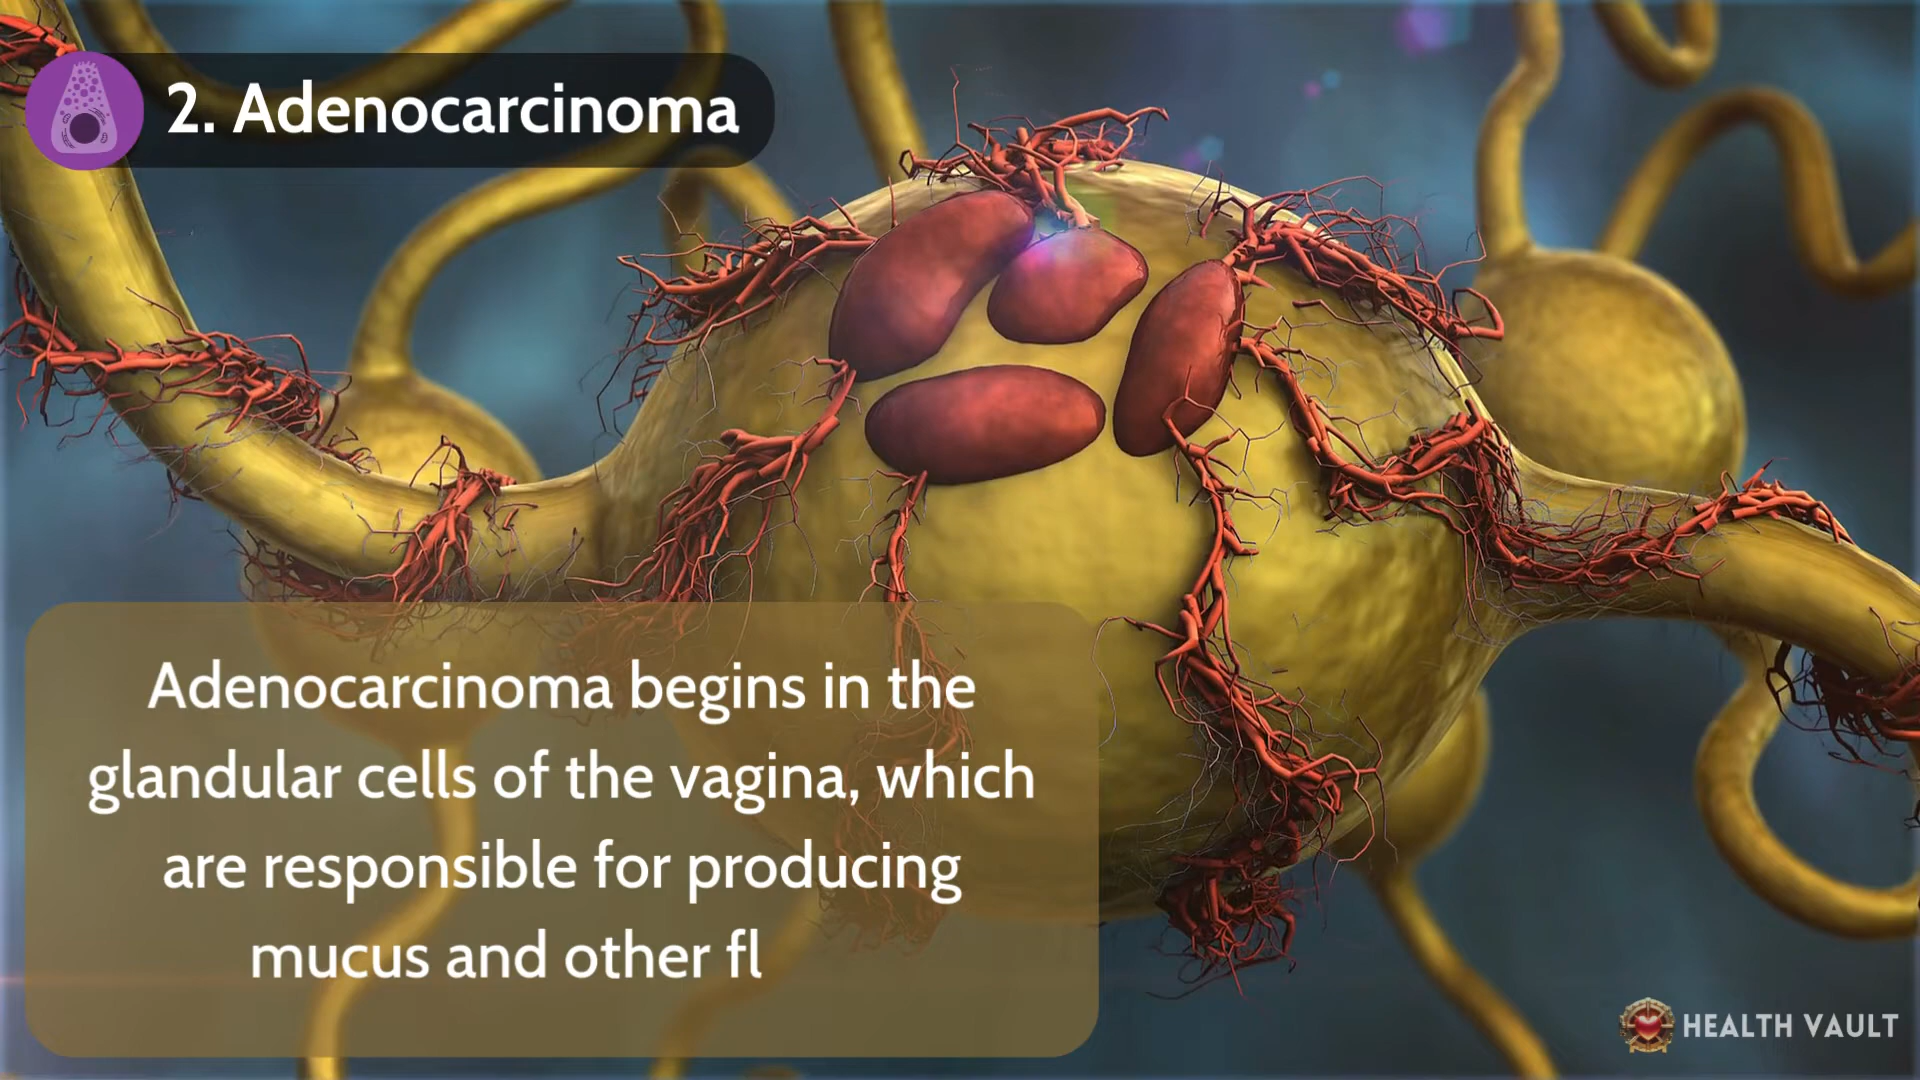 2. Adenocarcinoma
Adenocarcinoma begins in the
glandular cells of the vagina, which
are responsible for producing
mucus and other fl
HEALTH VAULT